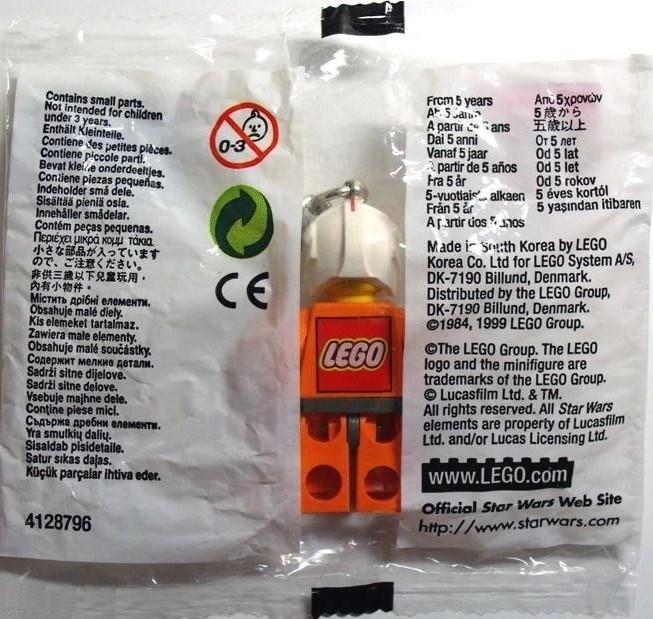 Contains small parts.
Not intended for children
under 3 years.
Enthält Kleinteile.
Contiene des petites pièces.
Contiene piccole parti.
Bevat kleine onderdeeltjes.
Contiene piezas pequeñas.
Indeholder små dele.
Sisältää pieniä osia.
Innehåller smådelar.
Contém peças pequenas.
Περιέχει μικρά κομμάτια.
小さな部品が入っています
ので、ご注意ください。
非供三歲以下兒童玩用，
內有小物件。
Містить дрібні елементи.
Obsahuje malé diely.
Kis elemeket tartalmaz.
Zawiera małe elementy.
Obsahuje malé součástky.
Содержит мелкие детали.
Sadrži sitne dijelove.
Sadrži sitne delove.
Vsebuje majhne dele.
Conţine piese mici.
Съдържа дребни елементи.
Yra smulkių dalių.
Sisaldab pisidetaile.
Satur sīkas daļas.
Küçük parçalar ihtiva eder.
4128796
0-3
CE
LEGO
From 5 years
Ab 5 Jahre
A partir de 5 ans
Dai 5 anni
Vanaf 5 jaar
A partir de 5 años
Fra 5 år
5-vuotiaista alkaen
Från 5 år
A partir dos 5 anos
Από 5 χρονών
5 歳から
五歲以上
От 5 лет
Od 5 lat
Od 5 let
Od 5 rokov
5 éves kortól
5 yaşından itibaren
Made in South Korea by LEGO
Korea Co. Ltd for LEGO System A/S,
DK-7190 Billund, Denmark.
Distributed by the LEGO Group,
DK-7190 Billund, Denmark.
©1984, 1999 LEGO Group.
©The LEGO Group. The LEGO
logo and the minifigure are
trademarks of the LEGO Group.
© Lucasfilm Ltd. & TM.
All rights reserved. All Star Wars
elements are property of Lucasfilm
Ltd. and/or Lucas Licensing Ltd.
www.LEGO.com
Official Star Wars Web Site
http://www.starwars.com